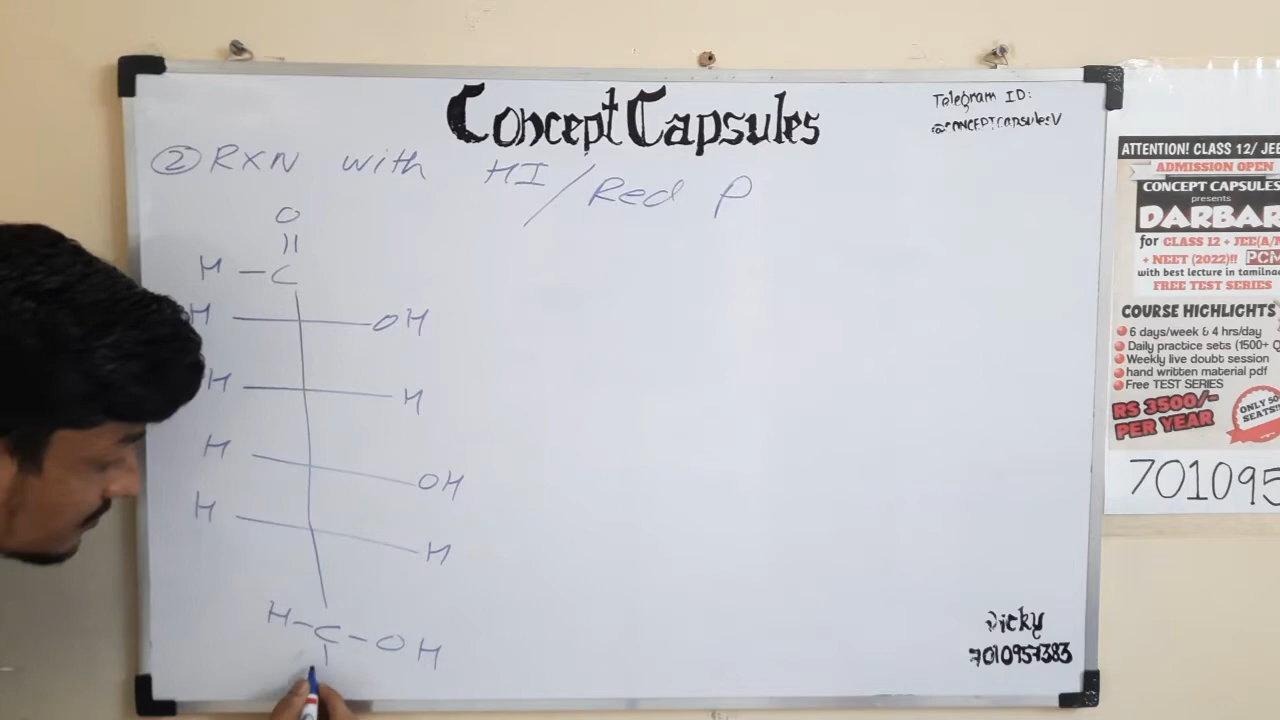 Concept Capsules
Telegram ID:
@CONCEPTCapsulesV
② RXN with HI/Red P
O
||
H – C
H OH
H H
H OH
H H
H – C – O H
Vicky
7010957383
ATTENTION! CLASS 12/ JEE
ADMISSION OPEN
CONCEPT CAPSULES
presents
DARBAR
for CLASS 12 + JEE(A/M
+ NEET (2022)!! PCM
with best lecture in tamilnad
FREE TEST SERIES
COURSE HIGHLIGHTS
6 days/week & 4 hrs/day
Daily practice sets (1500+ Q
Weekly live doubt session
hand written material pdf
Free TEST SERIES
RS 3500/-
PER YEAR
ONLY 50
SEATS!!
701095